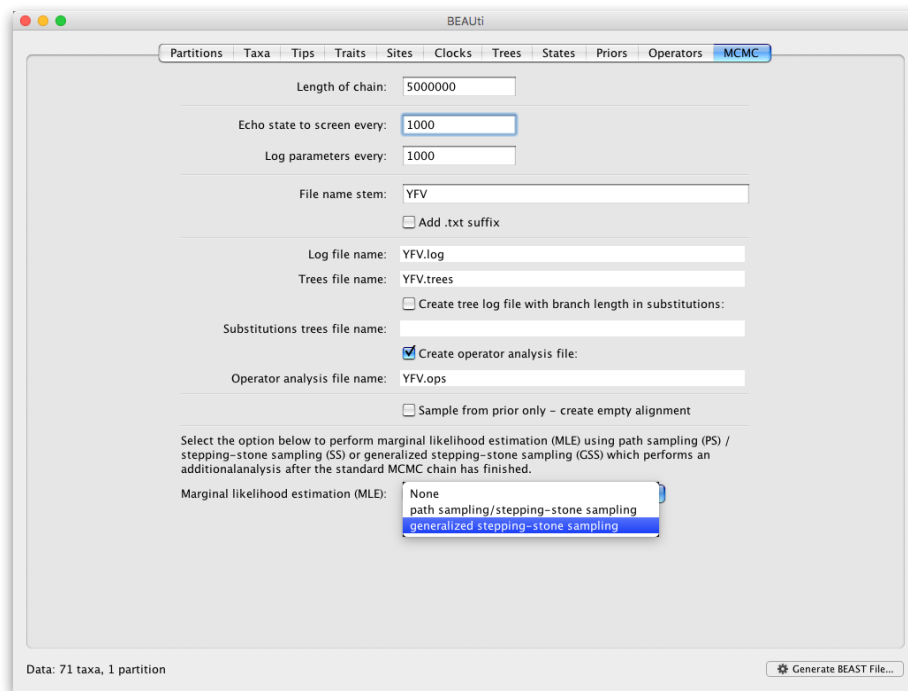 BEAUti
Partitions Taxa Tips Traits Sites Clocks Trees States Priors Operators MCMC
Length of chain: 5000000
Echo state to screen every: 1000
Log parameters every: 1000
File name stem: YFV
Add .txt suffix
Log file name: YFV.log
Trees file name: YFV.trees
Create tree log file with branch length in substitutions:
Substitutions trees file name:
Create operator analysis file:
Operator analysis file name: YFV.ops
Sample from prior only - create empty alignment
Select the option below to perform marginal likelihood estimation (MLE) using path sampling (PS) /
stepping-stone sampling (SS) or generalized stepping-stone sampling (GSS) which performs an
additionalanalysis after the standard MCMC chain has finished.
Marginal likelihood estimation (MLE): None
path sampling/stepping-stone sampling
generalized stepping-stone sampling
Data: 71 taxa, 1 partition Generate BEAST File...